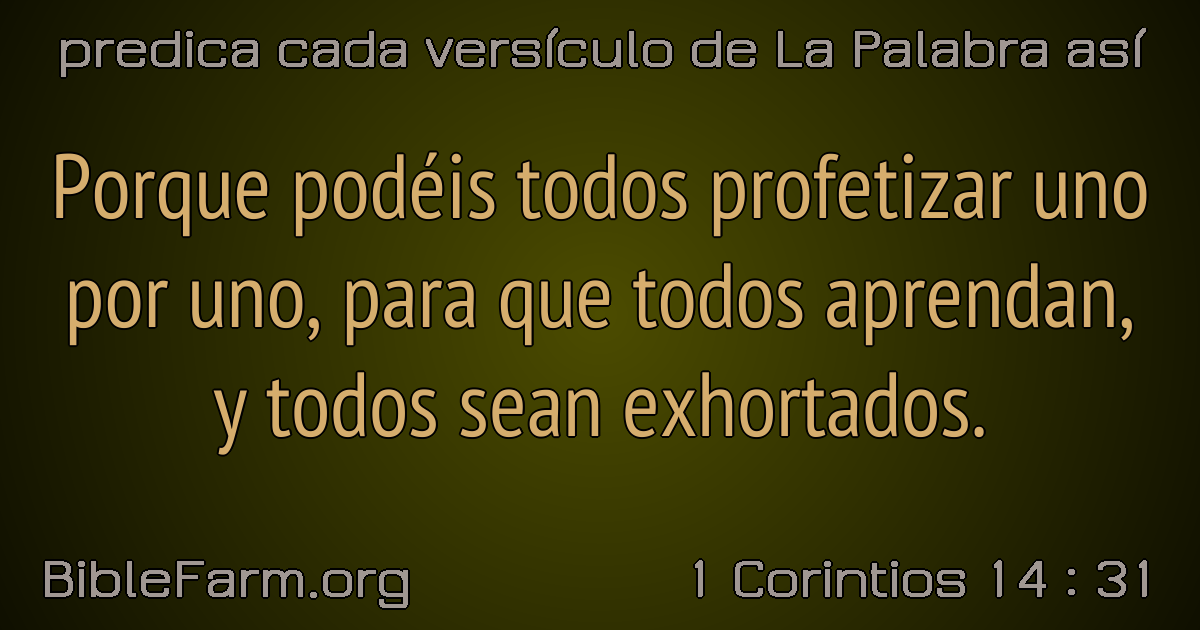 predica cada versículo de La Palabra así
Porque podéis todos profetizar uno
por uno, para que todos aprendan,
y todos sean exhortados.
BibleFarm.org
1 Corintios 14 : 31